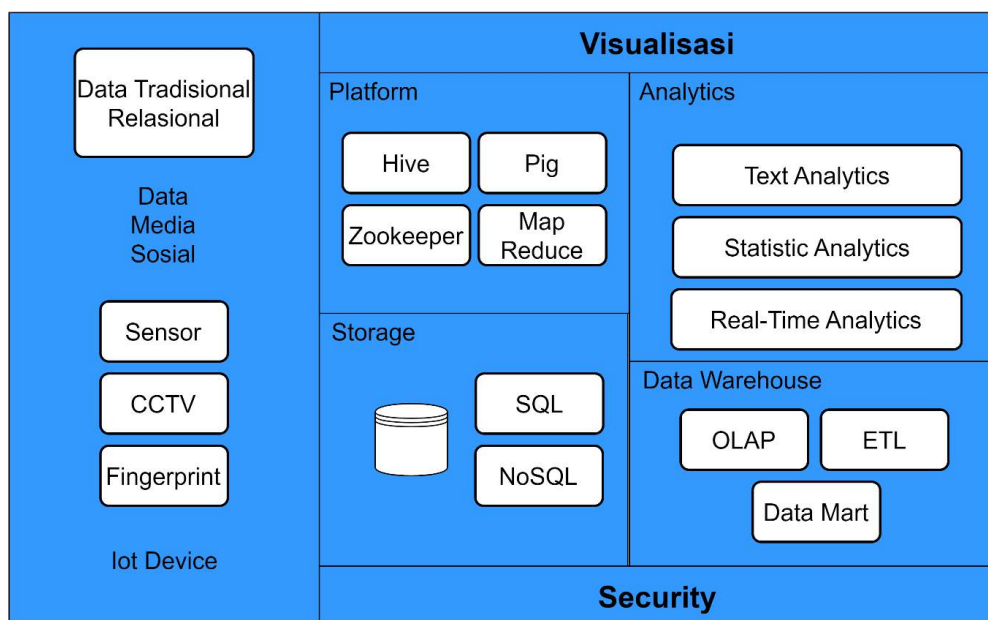 Data Tradisional
Relasional
Data
Media
Sosial
Sensor
CCTV
Fingerprint
Iot Device
Visualisasi
Platform
Hive
Pig
Zookeeper
Map
Reduce
Analytics
Text Analytics
Statistic Analytics
Real-Time Analytics
Storage
SQL
NoSQL
Data Warehouse
OLAP
ETL
Data Mart
Security